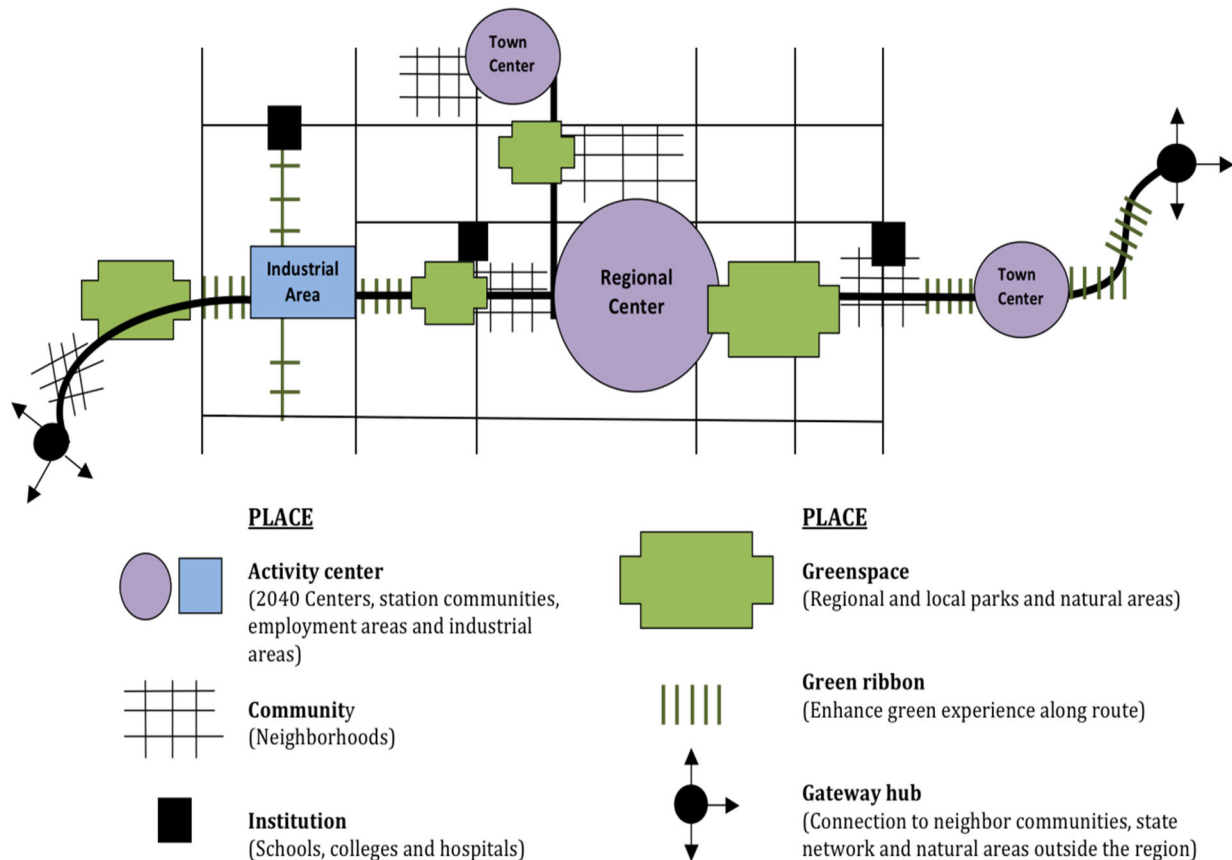 Town
Center
Industrial
Area
Regional
Center
Town
Center
PLACE
Activity center
(2040 Centers, station communities,
employment areas and industrial
areas)
Community
(Neighborhoods)
Institution
(Schools, colleges and hospitals)
PLACE
Greenspace
(Regional and local parks and natural areas)
Green ribbon
(Enhance green experience along route)
Gateway hub
(Connection to neighbor communities, state
network and natural areas outside the region)